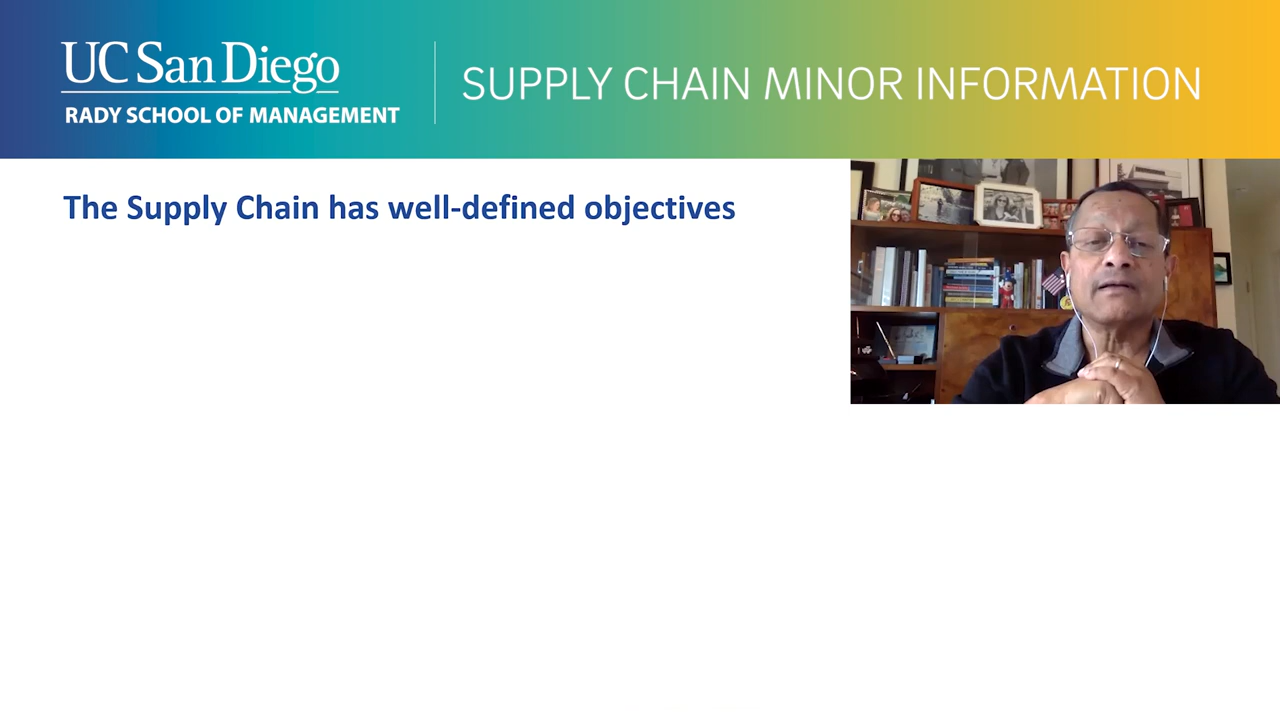 UC San Diego
RADY SCHOOL OF MANAGEMENT
SUPPLY CHAIN MINOR INFORMATION
The Supply Chain has well-defined objectives